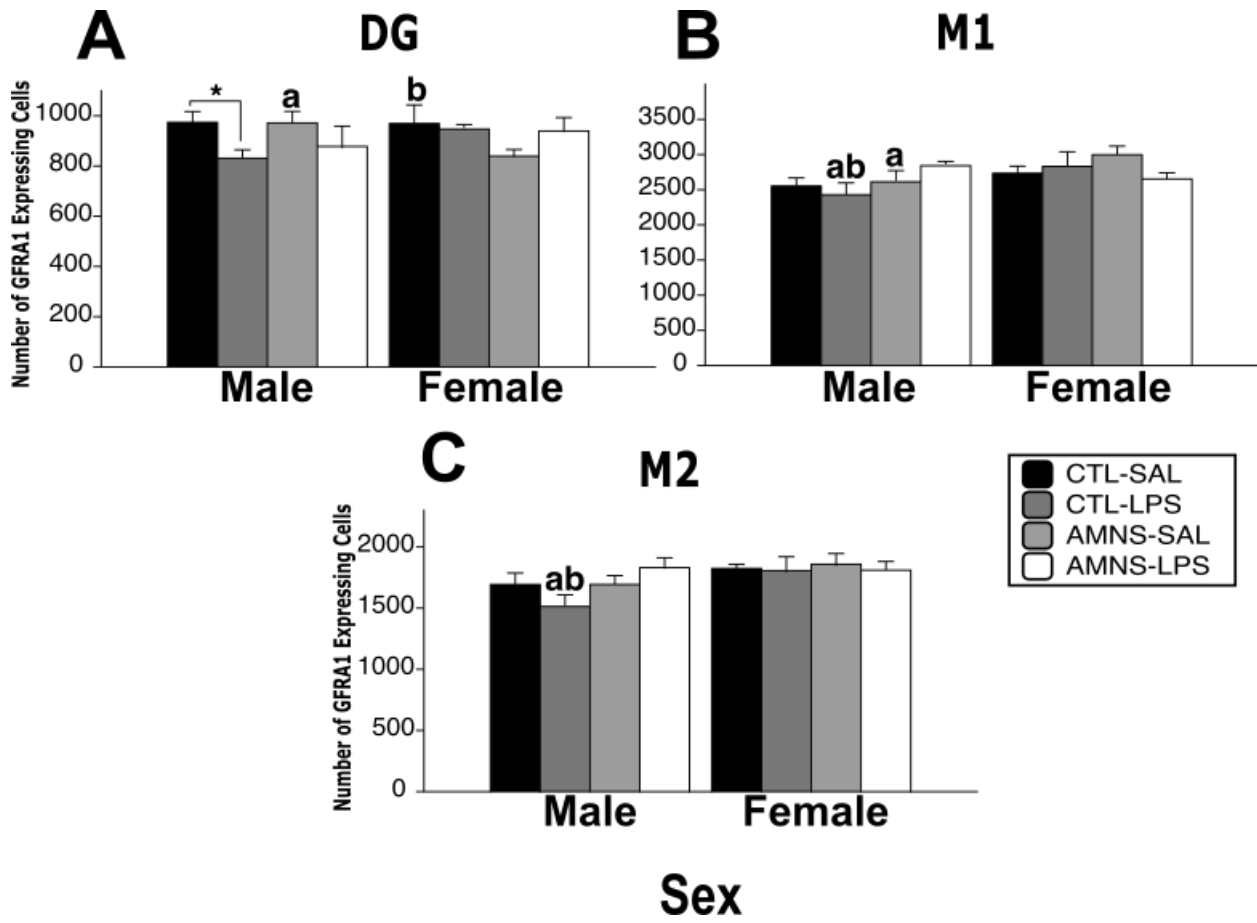 A
DG
Number of GFRA1 Expressing Cells
1000
800
600
400
200
0
*
a
b
Male
Female
B
M1
3500
3000
2500
2000
1500
1000
500
0
ab
a
Male
Female
C
M2
Number of GFRA1 Expressing Cells
2000
1500
1000
500
0
ab
Male
Female
CTL-SAL
CTL-LPS
AMNS-SAL
AMNS-LPS
Sex